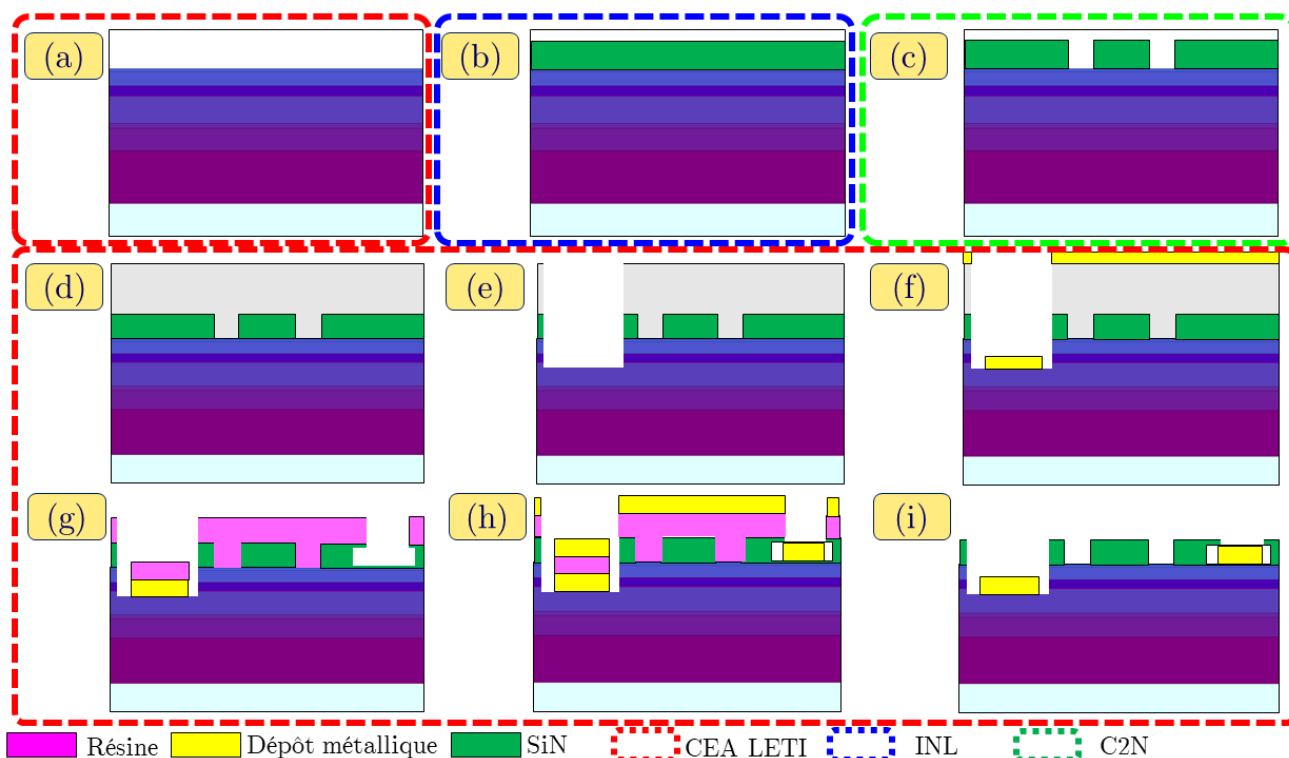 (a) (b) (c)
(d) (e) (f)
(g) (h) (i)
Résine Dépôt métallique SiN CEA LETI INL C2N